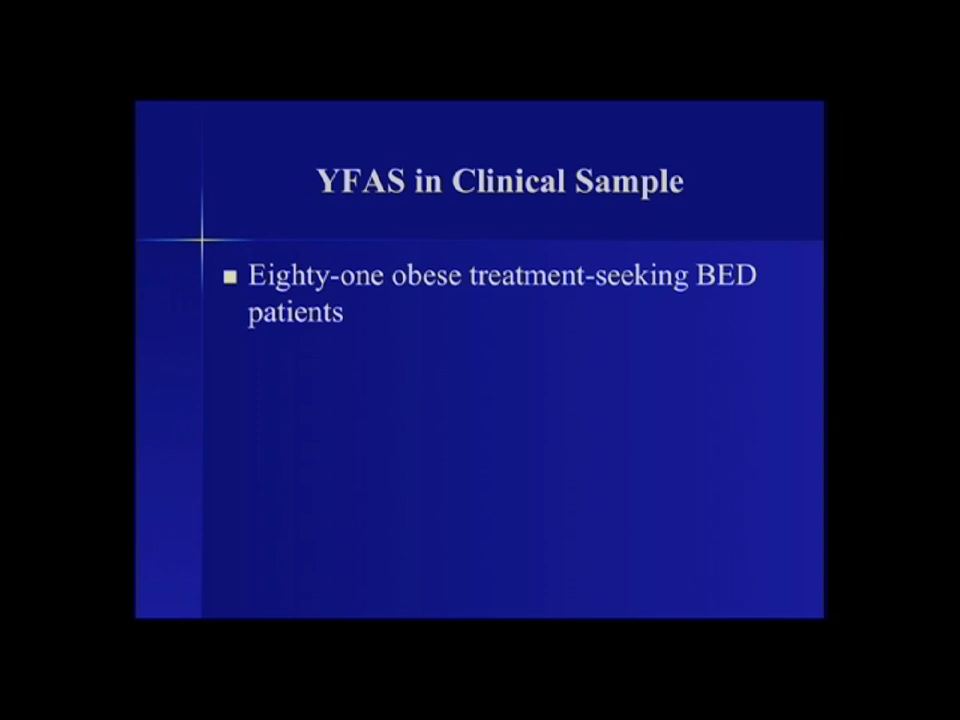 YFAS in Clinical Sample
Eighty-one obese treatment-seeking BED
patients